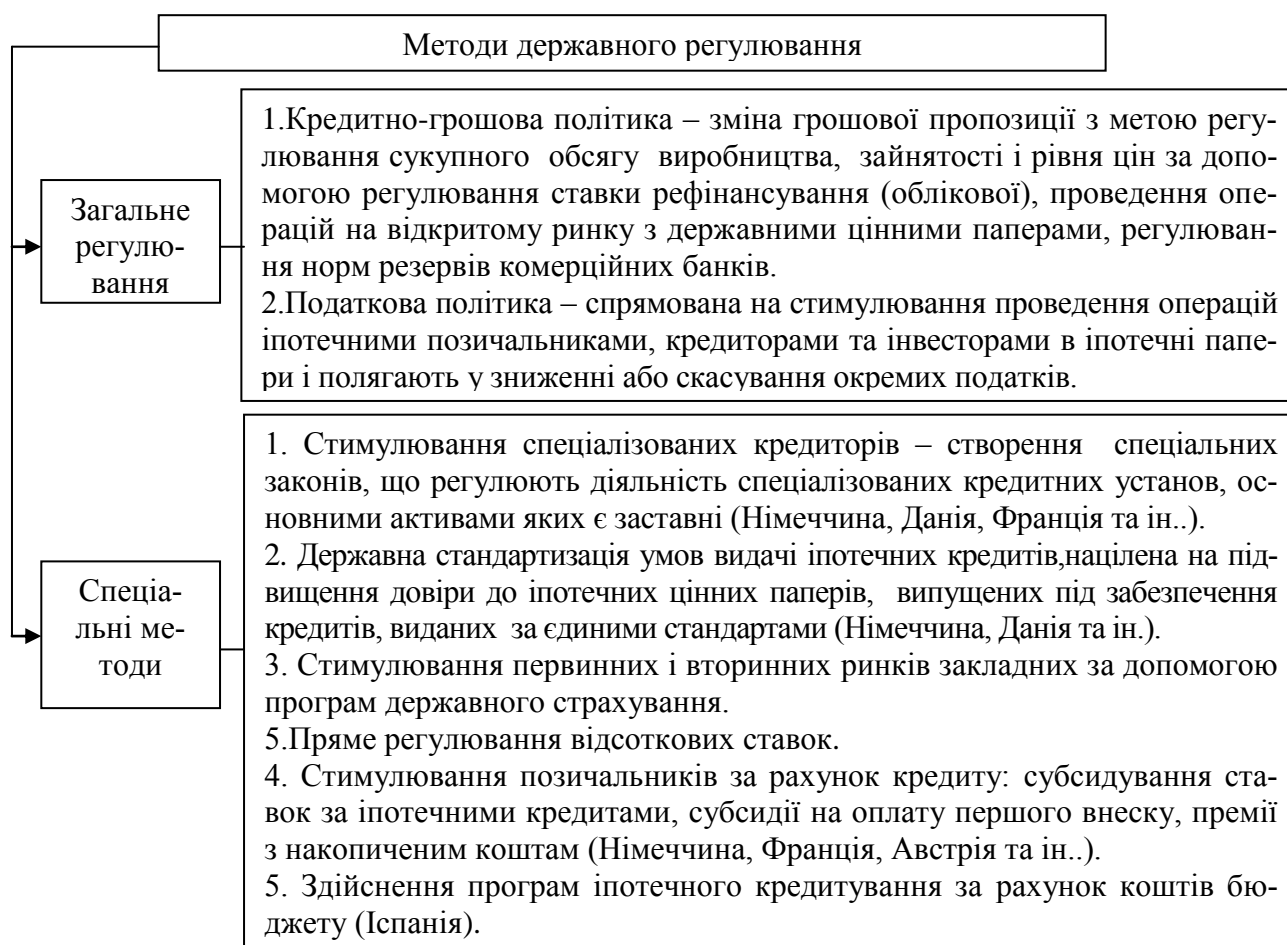 Методи державного регулювання
Загальне
регулю-
вання
1.Кредитно-грошова політика – зміна грошової пропозиції з метою регу-
лювання сукупного обсягу виробництва, зайнятості і рівня цін за допо-
могою регулювання ставки рефінансування (облікової), проведення опе-
рацій на відкритому ринку з державними цінними паперами, регулюван-
ня норм резервів комерційних банків.
2.Податкова політика – спрямована на стимулювання проведення операцій
іпотечними позичальниками, кредиторами та інвесторами в іпотечні папе-
ри і полягають у зниженні або скасування окремих податків.
Спеціа-
льні ме-
тоди
1. Стимулювання спеціалізованих кредиторів – створення спеціальних
законів, що регулюють діяльність спеціалізованих кредитних установ, ос-
новними активами яких є заставні (Німеччина, Данія, Франція та ін..).
2. Державна стандартизація умов видачі іпотечних кредитів,націлена на під-
вищення довіри до іпотечних цінних паперів, випущених під забезпечення
кредитів, виданих за єдиними стандартами (Німеччина, Данія та ін.).
3. Стимулювання первинних і вторинних ринків закладних за допомогою
програм державного страхування.
5.Пряме регулювання відсоткових ставок.
4. Стимулювання позичальників за рахунок кредиту: субсидування ста-
вок за іпотечними кредитами, субсидії на оплату першого внеску, премії
з накопиченим коштам (Німеччина, Франція, Австрія та ін..).
5. Здійснення програм іпотечного кредитування за рахунок коштів бю-
джету (Іспанія).